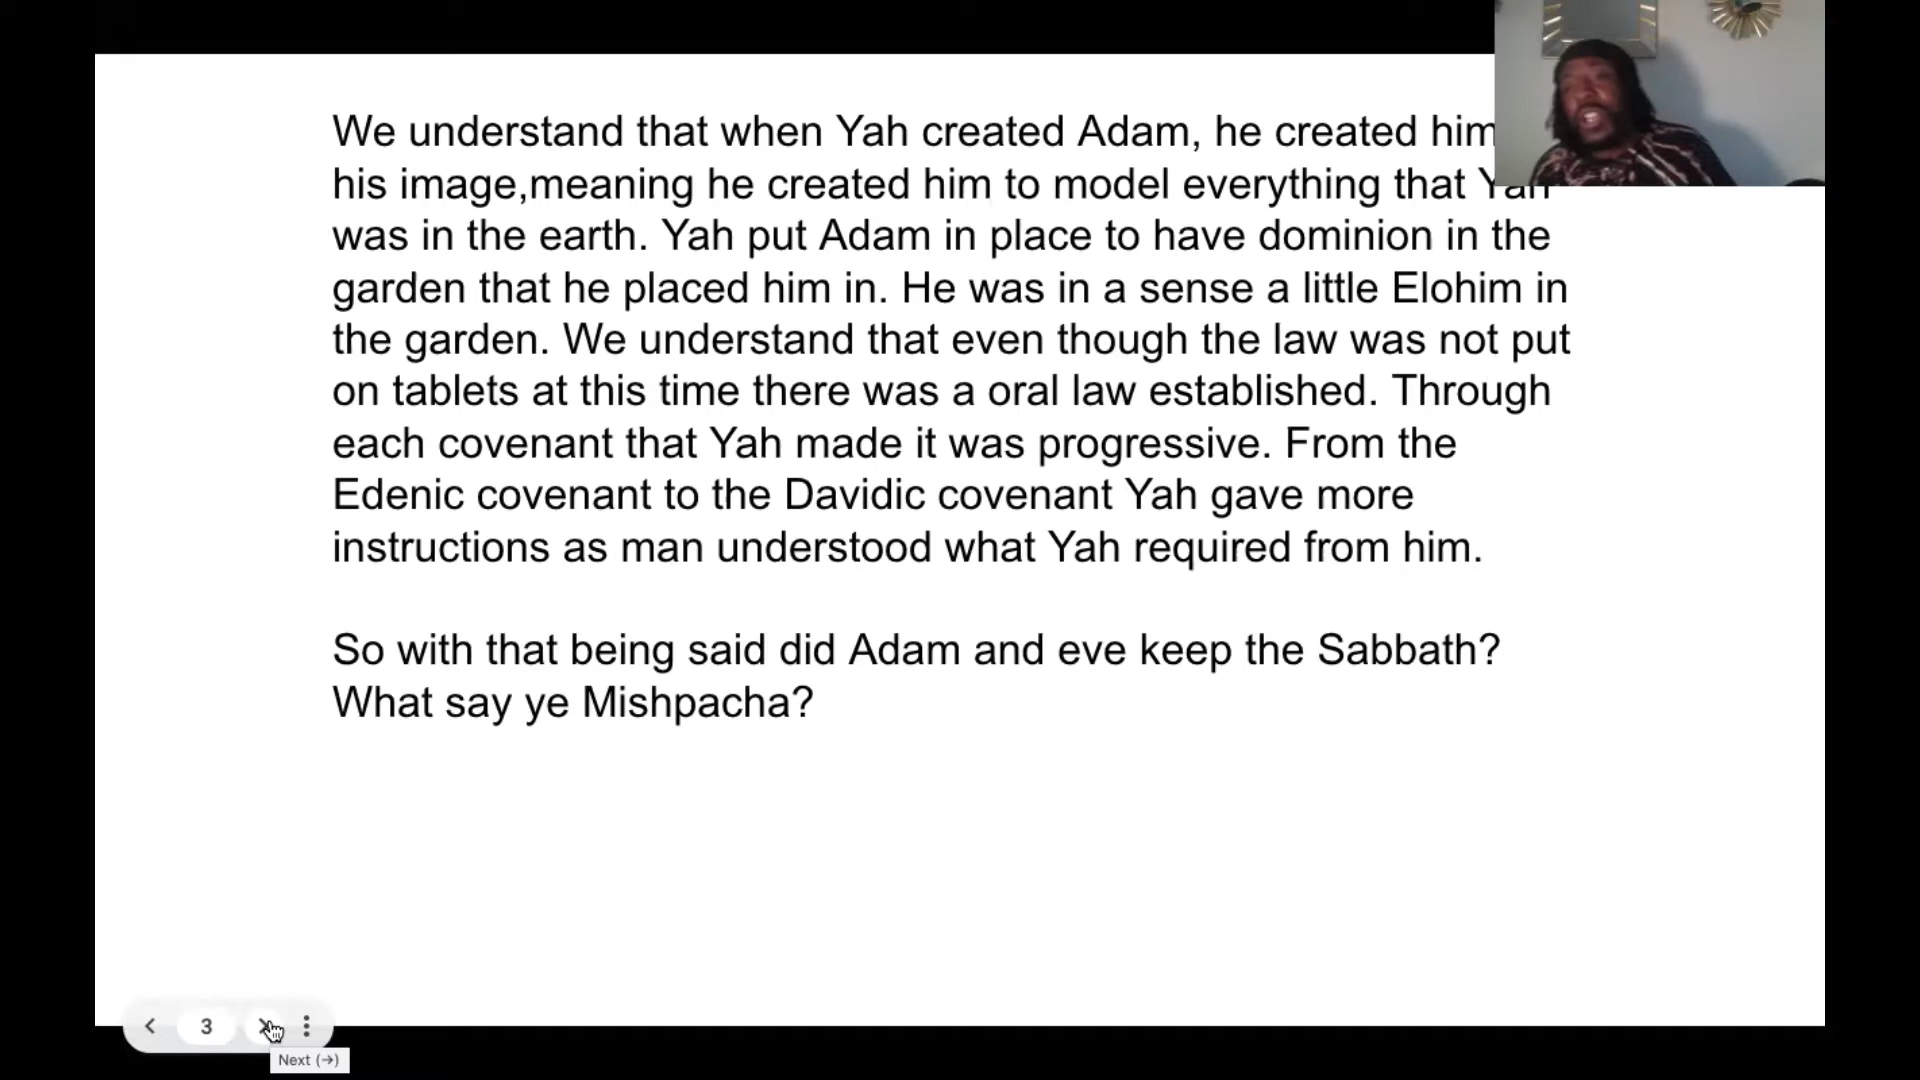 We understand that when Yah created Adam, he created him
his image,meaning he created him to model everything that Yah
was in the earth. Yah put Adam in place to have dominion in the
garden that he placed him in. He was in a sense a little Elohim in
the garden. We understand that even though the law was not put
on tablets at this time there was a oral law established. Through
each covenant that Yah made it was progressive. From the
Edenic covenant to the Davidic covenant Yah gave more
instructions as man understood what Yah required from him.
So with that being said did Adam and eve keep the Sabbath?
What say ye Mishpacha?
3
Next (→)